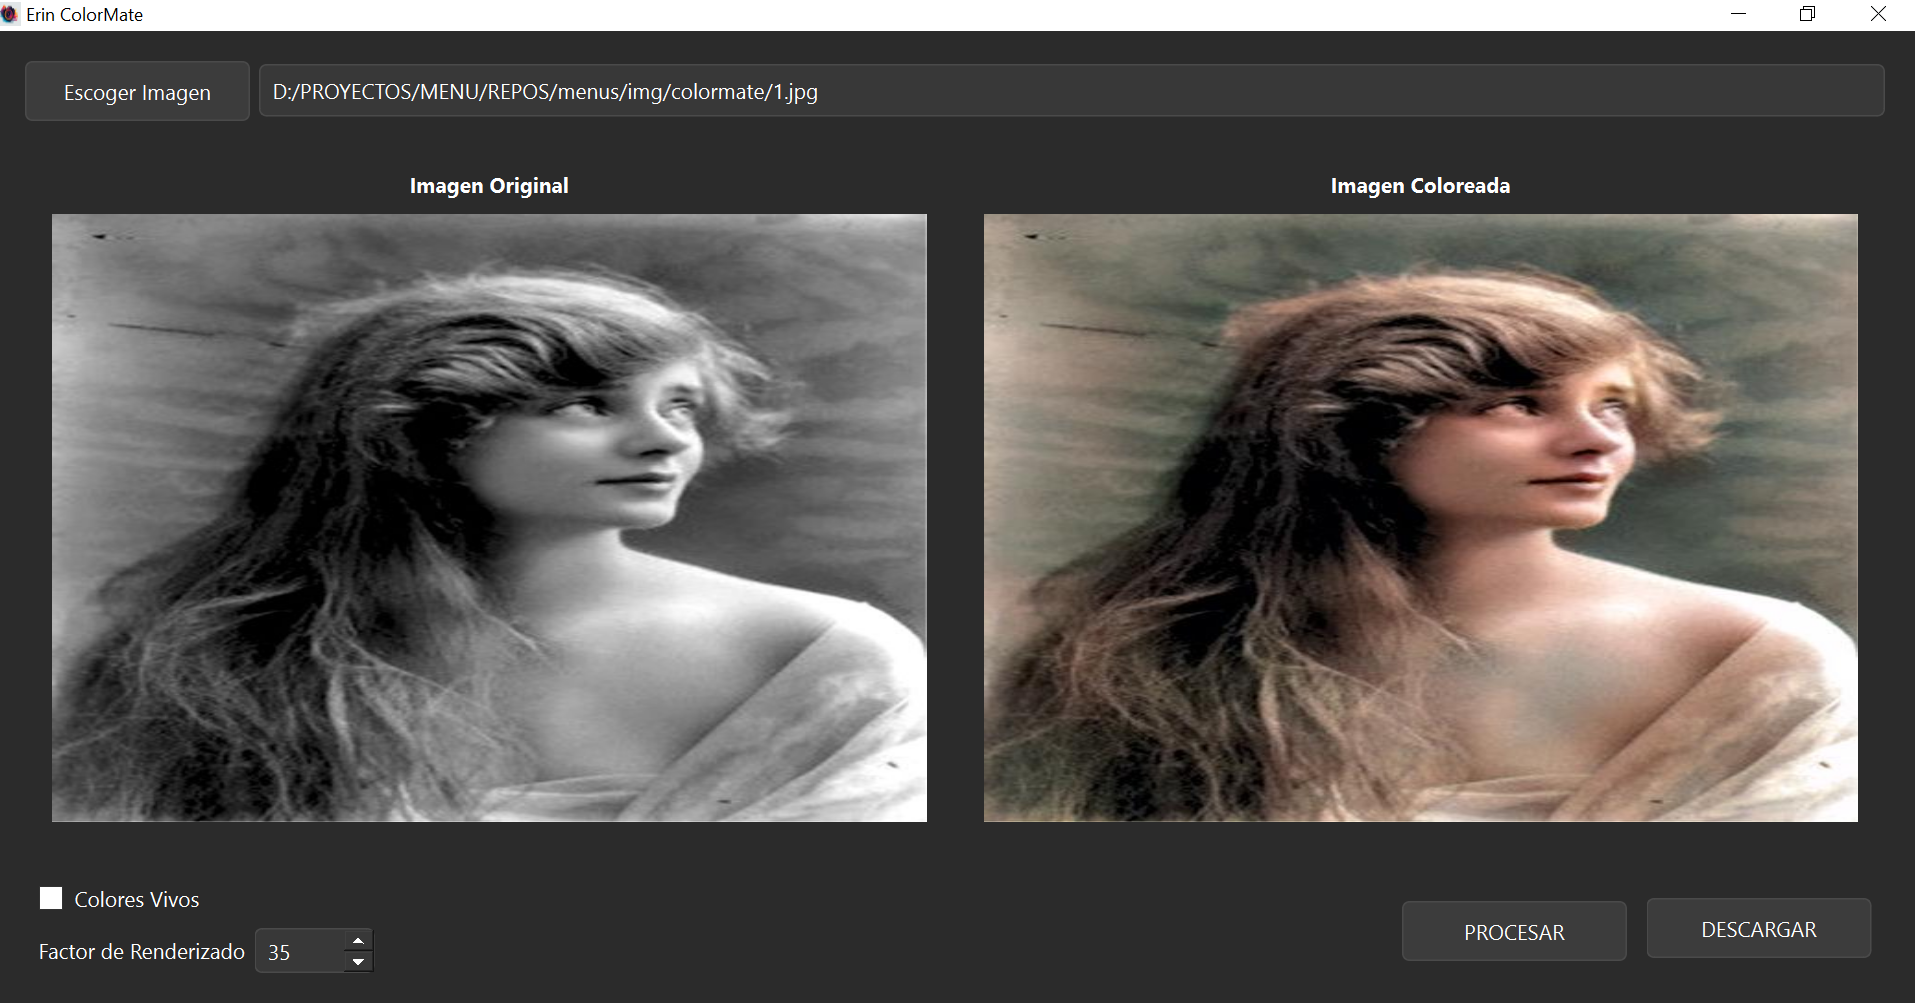 Erin ColorMate
Escoger Imagen
D:/PROYECTOS/MENU/REPOS/menus/img/colormate/1.jpg
Imagen Original
Imagen Coloreada
Colores Vivos
Factor de Renderizado
35
PROCESAR
DESCARGAR